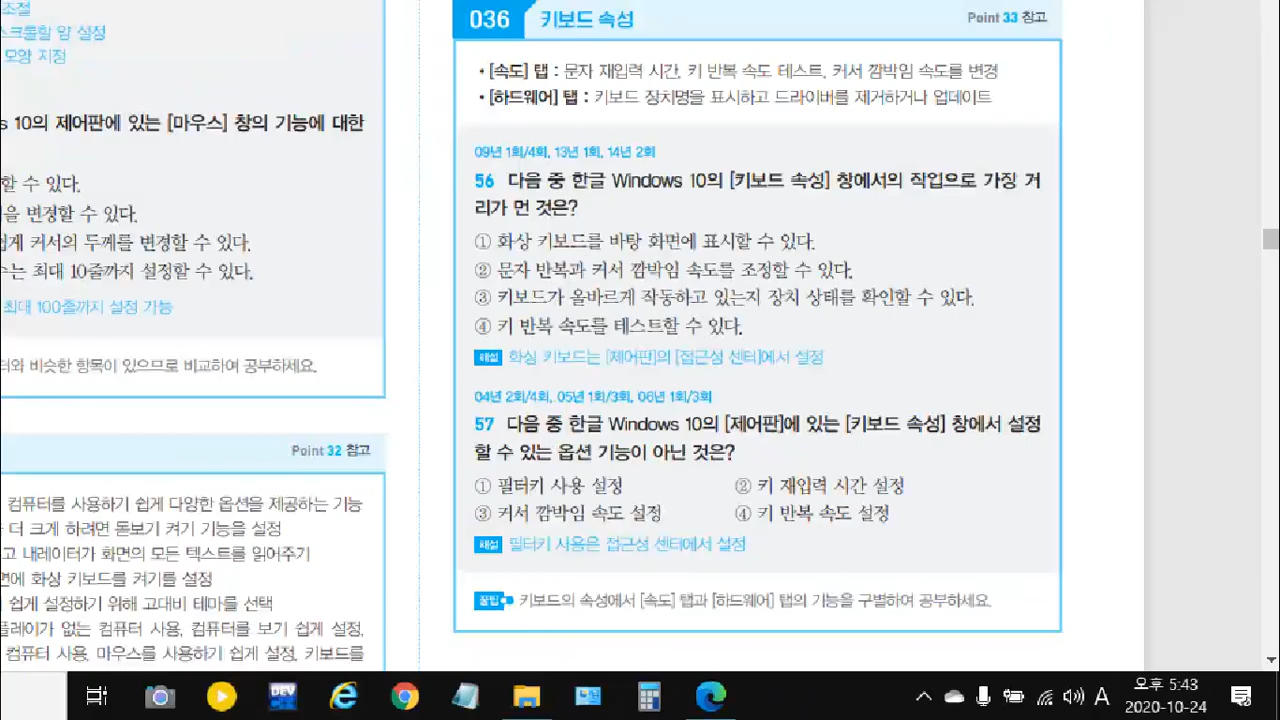 조절
스크롤할 양 설정
모양 지정
10의 제어판에 있는 [마우스] 창의 기능에 대한
할 수 있다.
을 변경할 수 있다.
쉽게 커서의 두께를 변경할 수 있다.
수는 최대 10줄까지 설정할 수 있다.
최대 100줄까지 설정 기능
터와 비슷한 항목이 있으므로 비교하여 공부하세요.
Point 32 참고
컴퓨터를 사용하기 쉽게 다양한 옵션을 제공하는 기능
더 크게 하려면 돋보기 켜기 기능을 설정
고 내레이터가 화면의 모든 텍스트를 읽어주기
면에 화상 키보드를 켜기를 설정
쉽게 설정하기 위해 고대비 테마를 선택
플레이가 없는 컴퓨터 사용, 컴퓨터를 보기 쉽게 설정,
컴퓨터 사용, 마우스를 사용하기 쉽게 설정, 키보드를
036 키보드 속성 Point 33 참고
• [속도] 탭 : 문자 재입력 시간, 키 반복 속도 테스트, 커서 깜박임 속도를 변경
• [하드웨어] 탭 : 키보드 장치명을 표시하고 드라이버를 제거하거나 업데이트
09년 1회/4회, 13년 1회, 14년 2회
56 다음 중 한글 Windows 10의 [키보드 속성] 창에서의 작업으로 가장 거
리가 먼 것은?
① 화상 키보드를 바탕 화면에 표시할 수 있다.
② 문자 반복과 커서 깜박임 속도를 조정할 수 있다.
③ 키보드가 올바르게 작동하고 있는지 장치 상태를 확인할 수 있다.
④ 키 반복 속도를 테스트할 수 있다.
해설 화상 키보드는 [제어판]의 [접근성 센터]에서 설정
04년 2회/4회, 05년 1회/3회, 06년 1회/3회
57 다음 중 한글 Windows 10의 [제어판]에 있는 [키보드 속성] 창에서 설정
할 수 있는 옵션 기능이 아닌 것은?
① 필터키 사용 설정 ② 키 재입력 시간 설정
③ 커서 깜박임 속도 설정 ④ 키 반복 속도 설정
해설 필터키 사용은 접근성 센터에서 설정
꿀팁 키보드의 속성에서 [속도] 탭과 [하드웨어] 탭의 기능을 구별하여 공부하세요.
DEV
A
오후 5:43
2020-10-24